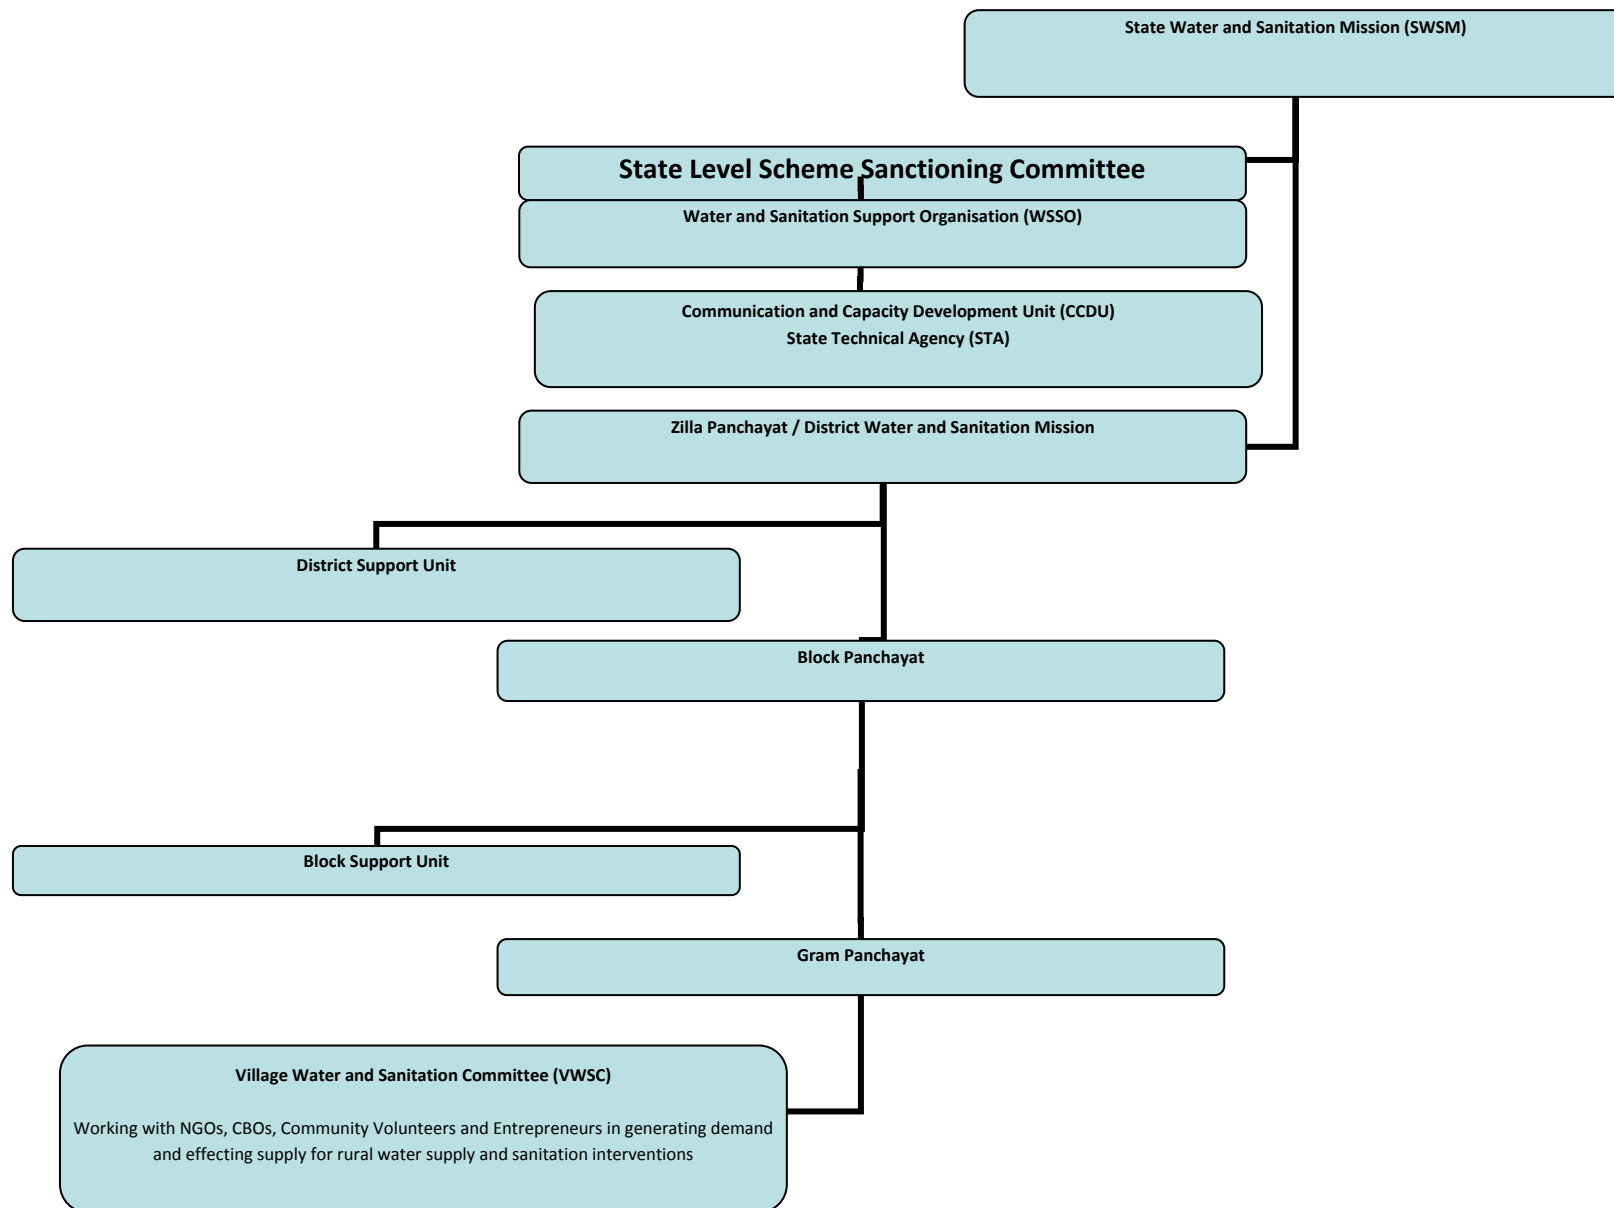 State Water and Sanitation Mission (SWSM)
State Level Scheme Sanctioning Committee
Water and Sanitation Support Organisation (WSSO)
Communication and Capacity Development Unit (CCDU)
State Technical Agency (STA)
Zilla Panchayat / District Water and Sanitation Mission
District Support Unit
Block Panchayat
Block Support Unit
Gram Panchayat
Village Water and Sanitation Committee (VWSC)
Working with NGOs, CBOs, Community Volunteers and Entrepreneurs in generating demand
and effecting supply for rural water supply and sanitation interventions